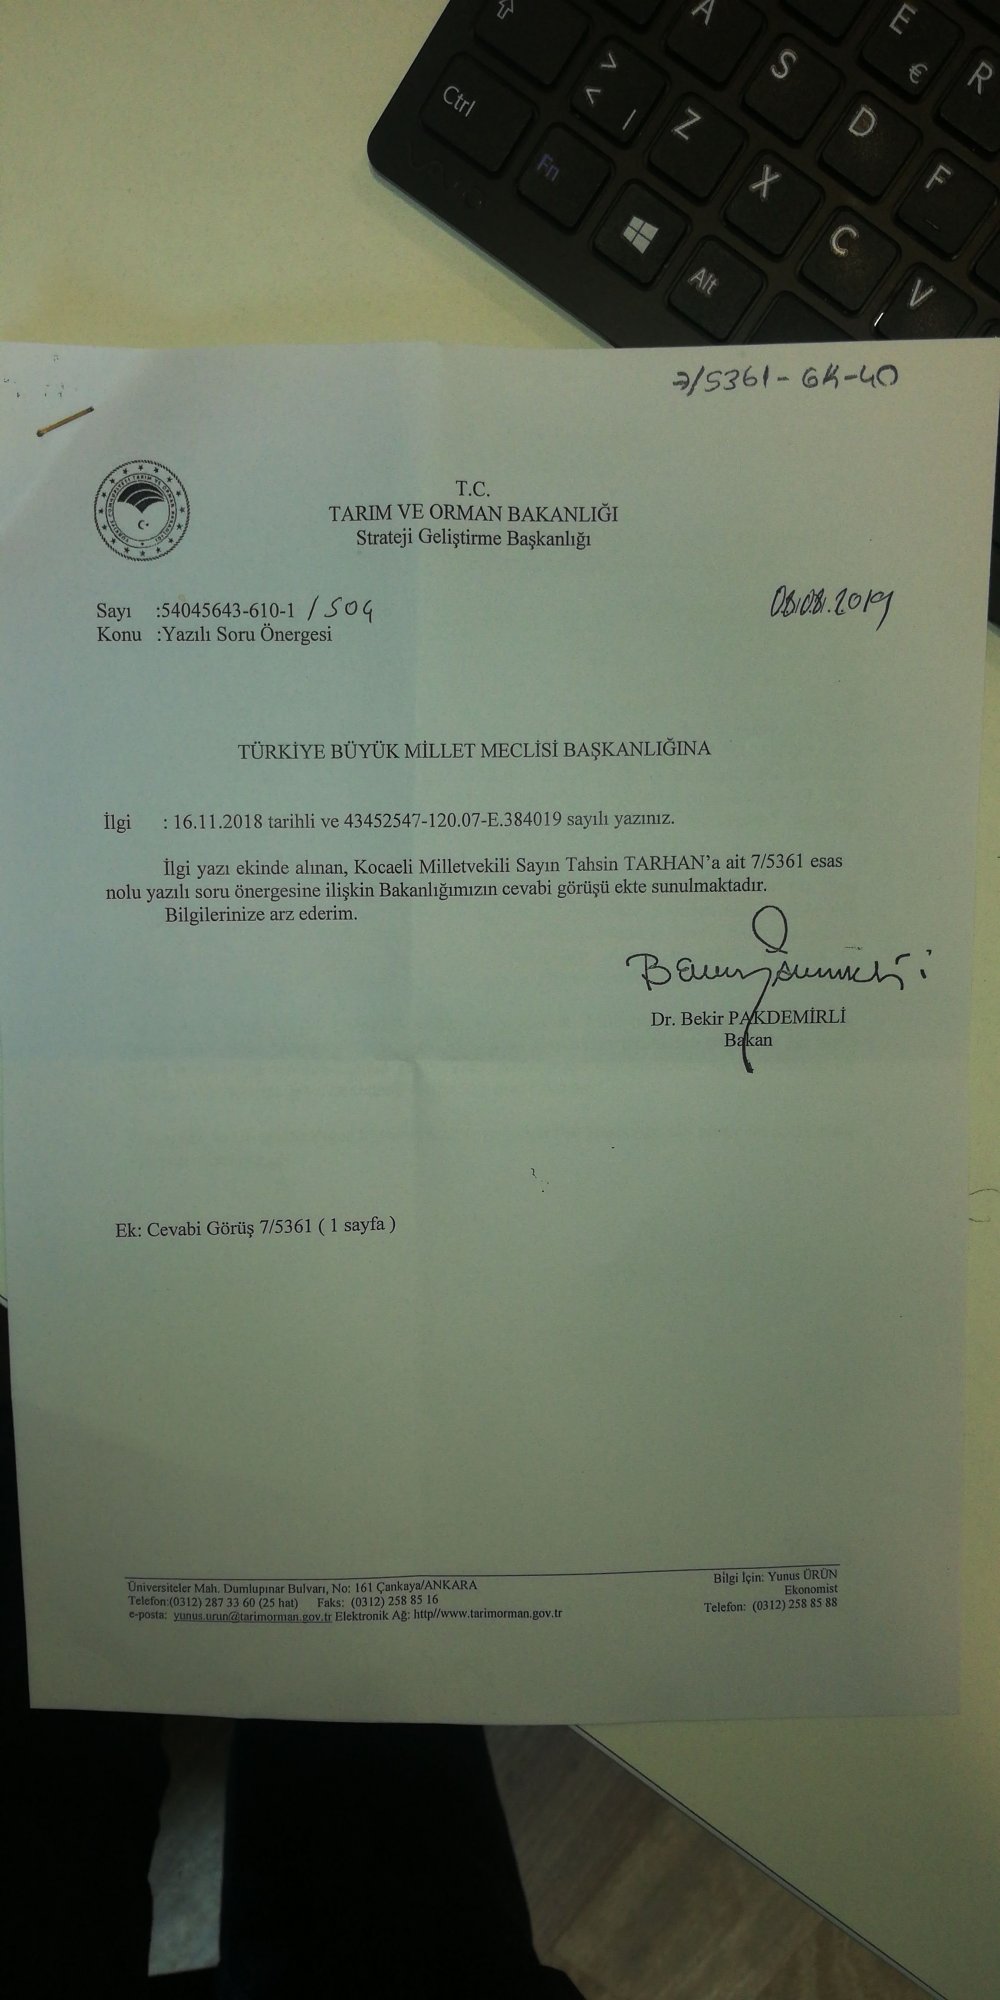 Ctrl
Fn
Alt
A
S
D
F
E
€
R
Z
X
C
V
>
<
|
7/5361-GK-40
T.C.
TARIM VE ORMAN BAKANLIĞI
Strateji Geliştirme Başkanlığı
Sayı :54045643-610-1 /504
08.08.2019
Konu :Yazılı Soru Önergesi
TÜRKİYE BÜYÜK MİLLET MECLİSİ BAŞKANLIĞINA
İlgi : 16.11.2018 tarihli ve 43452547-120.07-E.384019 sayılı yazınız.
İlgi yazı ekinde alınan, Kocaeli Milletvekili Sayın Tahsin TARHAN’a ait 7/5361 esas
nolu yazılı soru önergesine ilişkin Bakanlığımızın cevabi görüşü ekte sunulmaktadır.
Bilgilerinize arz ederim.
Dr. Bekir PAKDEMİRLİ
Bakan
Ek: Cevabi Görüş 7/5361 ( 1 sayfa )
Üniversiteler Mah. Dumlupınar Bulvarı, No: 161 Çankaya/ANKARA
Telefon:(0312) 287 33 60 (25 hat) Faks: (0312) 258 85 16
e-posta: yunus.urun@tarimorman.gov.tr Elektronik Ağ: http//www.tarimorman.gov.tr
Bilgi İçin: Yunus ÜRÜN
Ekonomist
Telefon: (0312) 258 85 88